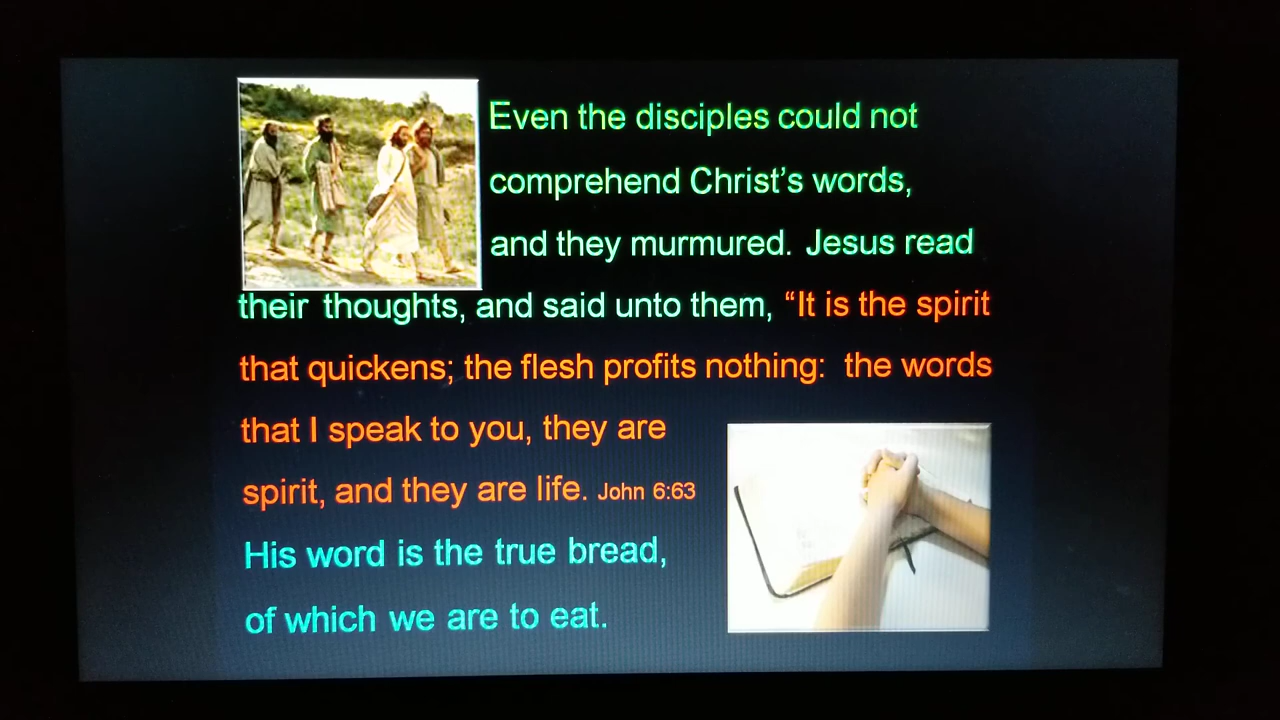 Even the disciples could not
comprehend Christ's words,
and they murmured. Jesus read
their thoughts, and said unto them, “It is the spirit
that quickens; the flesh profits nothing: the words
that I speak to you, they are
spirit, and they are life. John 6:63
His word is the true bread,
of which we are to eat.